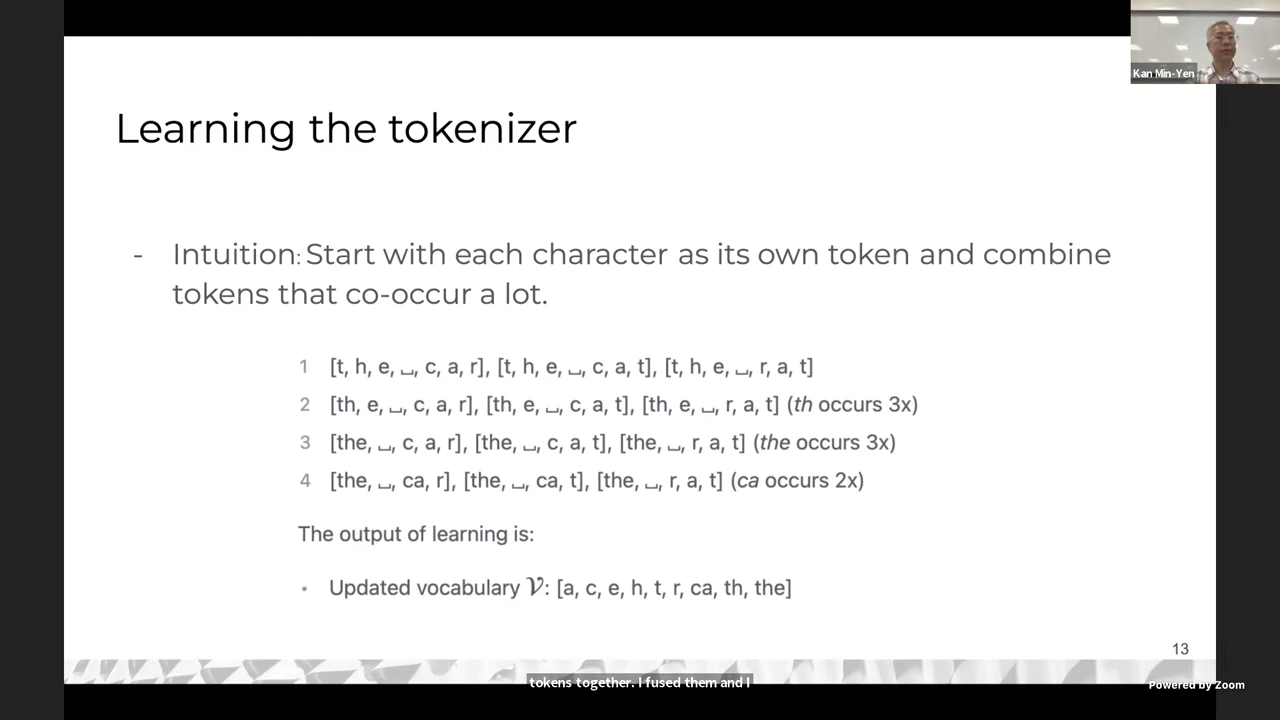 Kan Min-Yen
Learning the tokenizer
- Intuition: Start with each character as its own token and combine
tokens that co-occur a lot.
1 [t, h, e, ⎵, c, a, r], [t, h, e, ⎵, c, a, t], [t, h, e, ⎵, r, a, t]
2 [th, e, ⎵, c, a, r], [th, e, ⎵, c, a, t], [th, e, ⎵, r, a, t] (th occurs 3x)
3 [the, ⎵, c, a, r], [the, ⎵, c, a, t], [the, ⎵, r, a, t] (the occurs 3x)
4 [the, ⎵, ca, r], [the, ⎵, ca, t], [the, ⎵, r, a, t] (ca occurs 2x)
The output of learning is:
• Updated vocabulary 𝒱: [a, c, e, h, t, r, ca, th, the]
13
tokens together. I fused them and I
Powered by Zoom